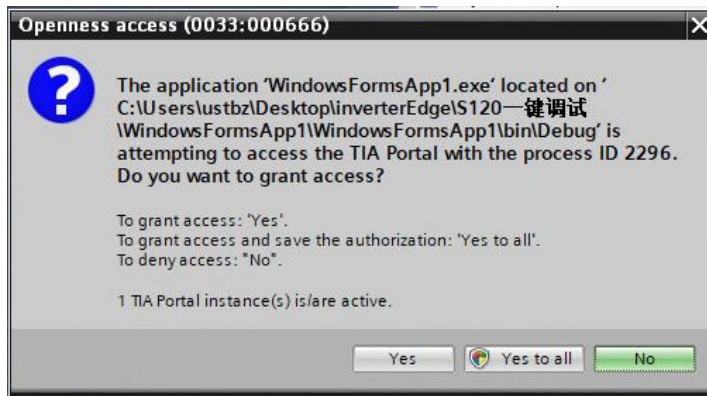 Openness access (0033:000666)
The application 'WindowsFormsApp1.exe' located on '
C:\Users\ustbz\Desktop\inverterEdge\S120一键调试
\WindowsFormsApp1\WindowsFormsApp1\bin\Debug' is
attempting to access the TIA Portal with the process ID 2296.
Do you want to grant access?
To grant access: 'Yes'.
To grant access and save the authorization: 'Yes to all'.
To deny access: "No".
1 TIA Portal instance(s) is/are active.
Yes Yes to all No